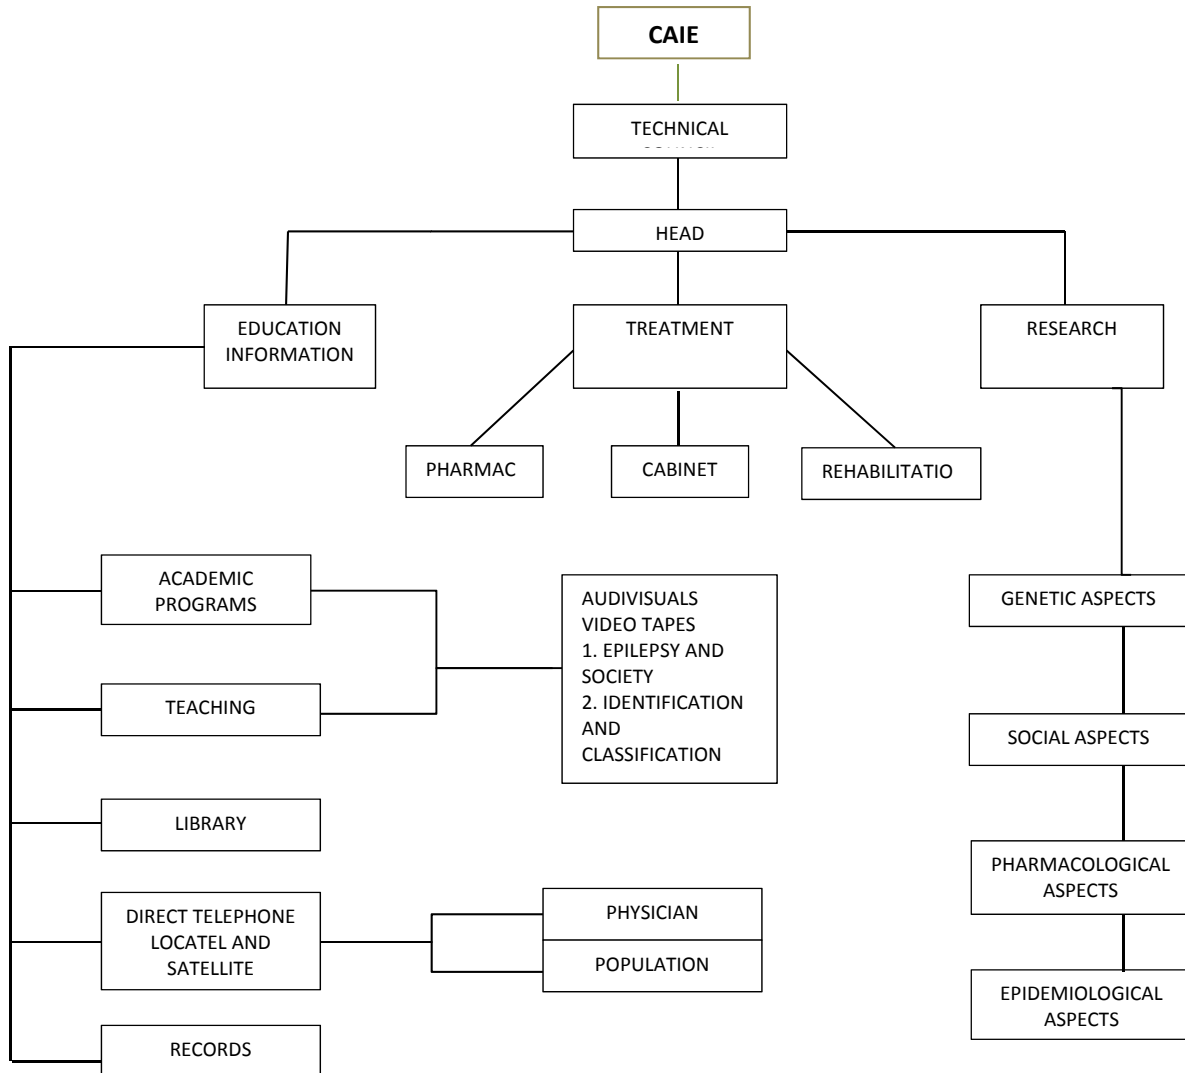 CAIE
TECHNICAL
HEAD
EDUCATION
INFORMATION
TREATMENT
RESEARCH
PHARMAC
CABINET
REHABILITATIO
ACADEMIC
PROGRAMS
TEACHING
AUDIVISUALS
VIDEO TAPES
1. EPILEPSY AND
SOCIETY
2. IDENTIFICATION
AND
CLASSIFICATION
LIBRARY
DIRECT TELEPHONE
LOCATEL AND
SATELLITE
PHYSICIAN
POPULATION
RECORDS
GENETIC ASPECTS
SOCIAL ASPECTS
PHARMACOLOGICAL
ASPECTS
EPIDEMIOLOGICAL
ASPECTS